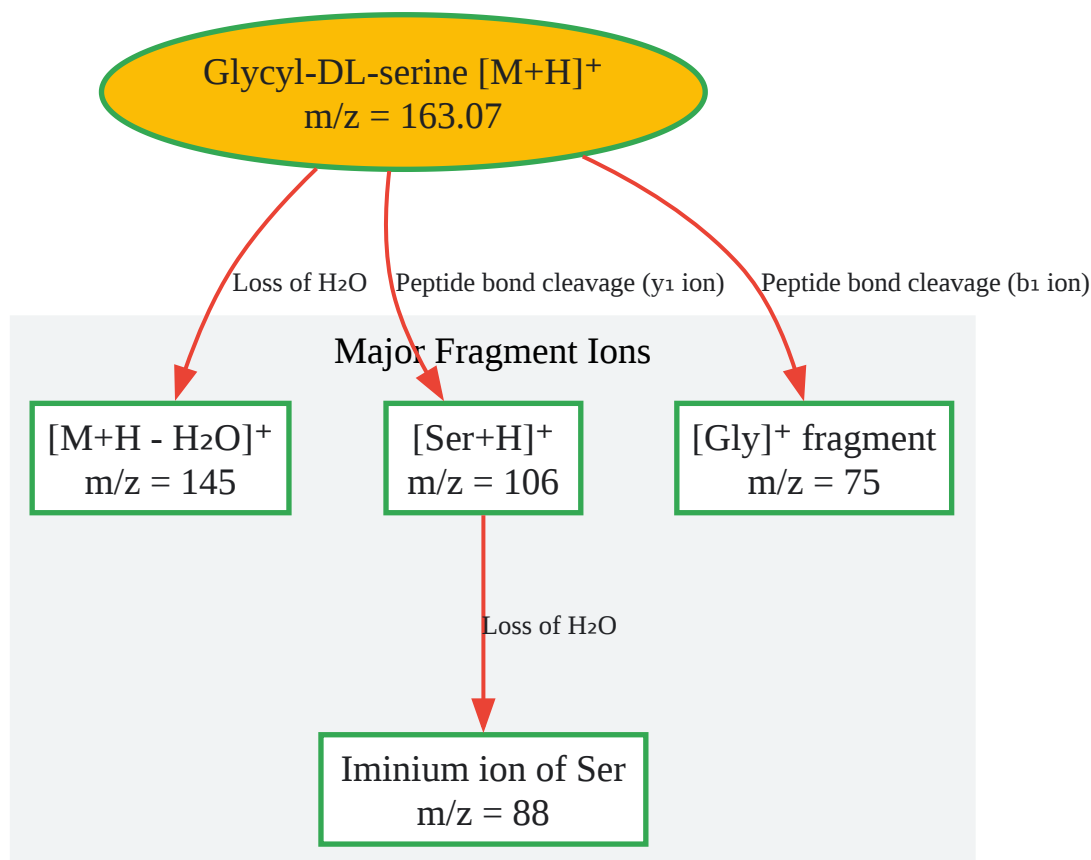 Glycyl-DL-serine [M+H]⁺
m/z = 163.07
Loss of H₂O
Peptide bond cleavage (y₁ ion)
Peptide bond cleavage (b₁ ion)
Major Fragment Ions
[M+H - H₂O]⁺
m/z = 145
[Ser+H]⁺
m/z = 106
[Gly]⁺ fragment
m/z = 75
Loss of H₂O
Iminium ion of Ser
m/z = 88